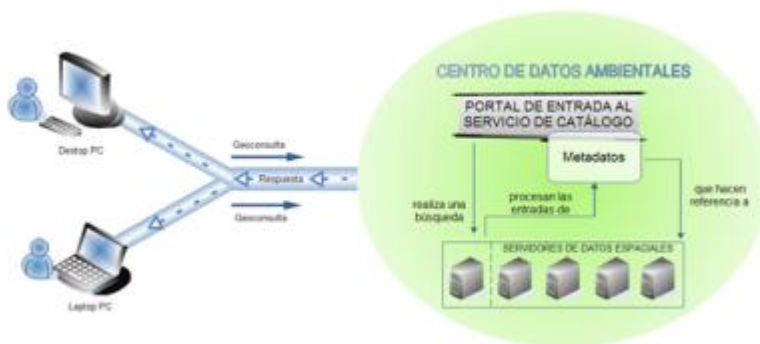 CENTRO DE DATOS AMBIENTALES
PORTAL DE ENTRADA AL
SERVICIO DE CATÁLOGO
Metadatos
Destop PC
Geoconsulta
Respuesta
Geoconsulta
Laptop PC
realiza una
búsqueda
procesan las
entradas de
que hacen
referencia a
SERVIDORES DE DATOS ESPACIALES